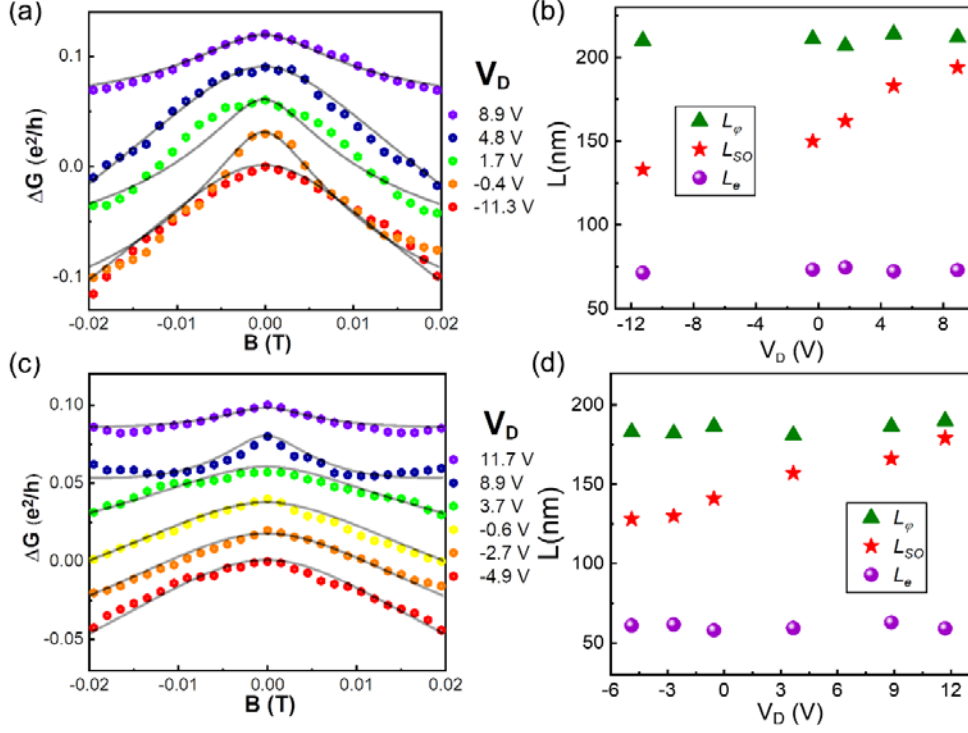 (a)
0.1
0.0
-0.1
ΔG (e²/h)
-0.02 -0.01 0.00 0.01 0.02
B (T)
V_D
8.9 V
4.8 V
1.7 V
-0.4 V
-11.3 V
(b)
200
150
100
50
L(nm)
L_φ
L_SO
L_e
-12 -8 -4 0 4 8
V_D (V)
(c)
0.10
0.05
0.00
-0.05
ΔG (e²/h)
-0.02 -0.01 0.00 0.01 0.02
B (T)
V_D
11.7 V
8.9 V
3.7 V
-0.6 V
-2.7 V
-4.9 V
(d)
200
150
100
50
L(nm)
L_φ
L_SO
L_e
-6 -3 0 3 6 9 12
V_D (V)